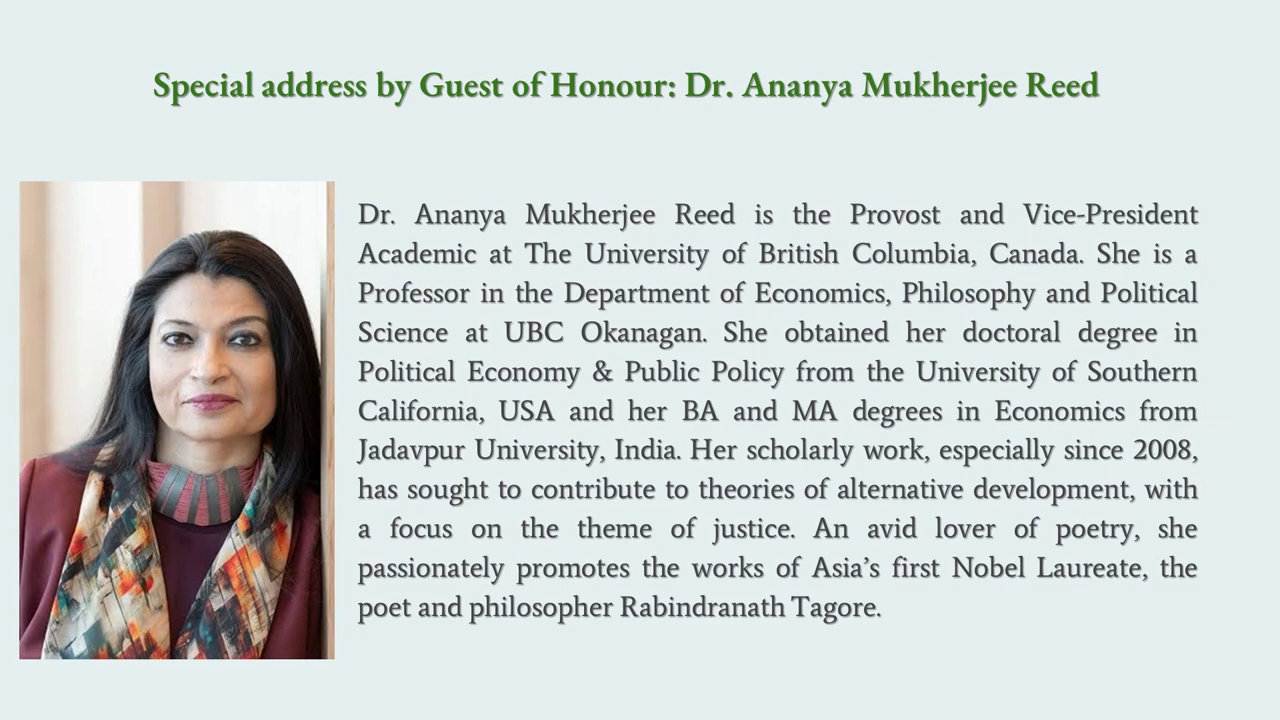 Special address by Guest of Honour: Dr. Ananya Mukherjee Reed
Dr. Ananya Mukherjee Reed is the Provost and Vice-President
Academic at The University of British Columbia, Canada. She is a
Professor in the Department of Economics, Philosophy and Political
Science at UBC Okanagan. She obtained her doctoral degree in
Political Economy & Public Policy from the University of Southern
California, USA and her BA and MA degrees in Economics from
Jadavpur University, India. Her scholarly work, especially since 2008,
has sought to contribute to theories of alternative development, with
a focus on the theme of justice. An avid lover of poetry, she
passionately promotes the works of Asia’s first Nobel Laureate, the
poet and philosopher Rabindranath Tagore.